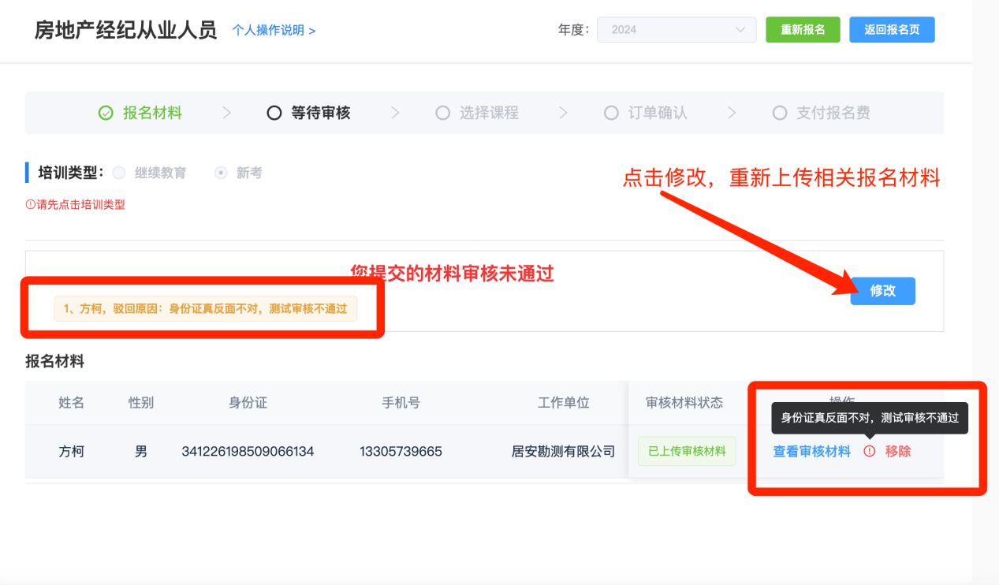 房地产经纪从业人员 个人操作说明 > 年度： 2024 重新报名 返回报名页
报名材料 等待审核 选择课程 订单确认 支付报名费
培训类型： 继续教育 新考
点击修改，重新上传相关报名材料
请先点击培训类型
您提交的材料审核未通过
修改
1、方柯，驳回原因：身份证真反面不对，测试审核不通过
报名材料
姓名 性别 身份证 手机号 工作单位 审核材料状态 操作
身份证真反面不对，测试审核不通过
方柯 男 341226198509066134 13305739665 居安勘测有限公司 已上传审核材料 查看审核材料 移除